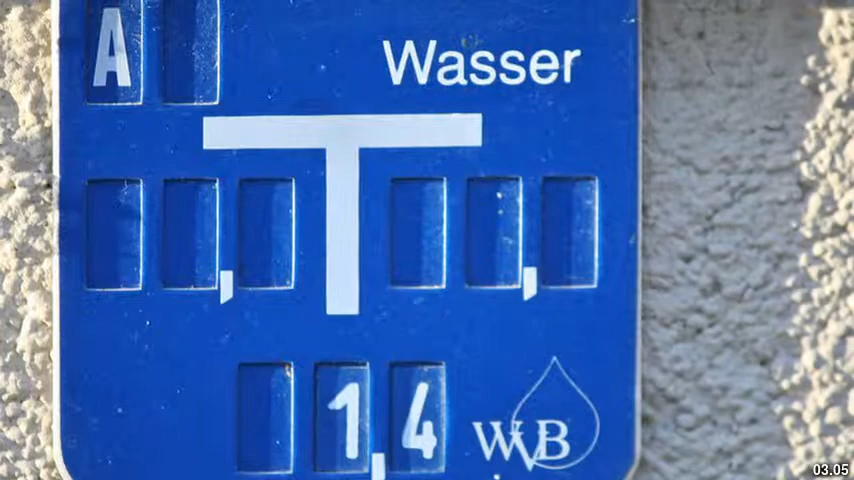 A
Wasser
,
,
1,4
WVB
03.05